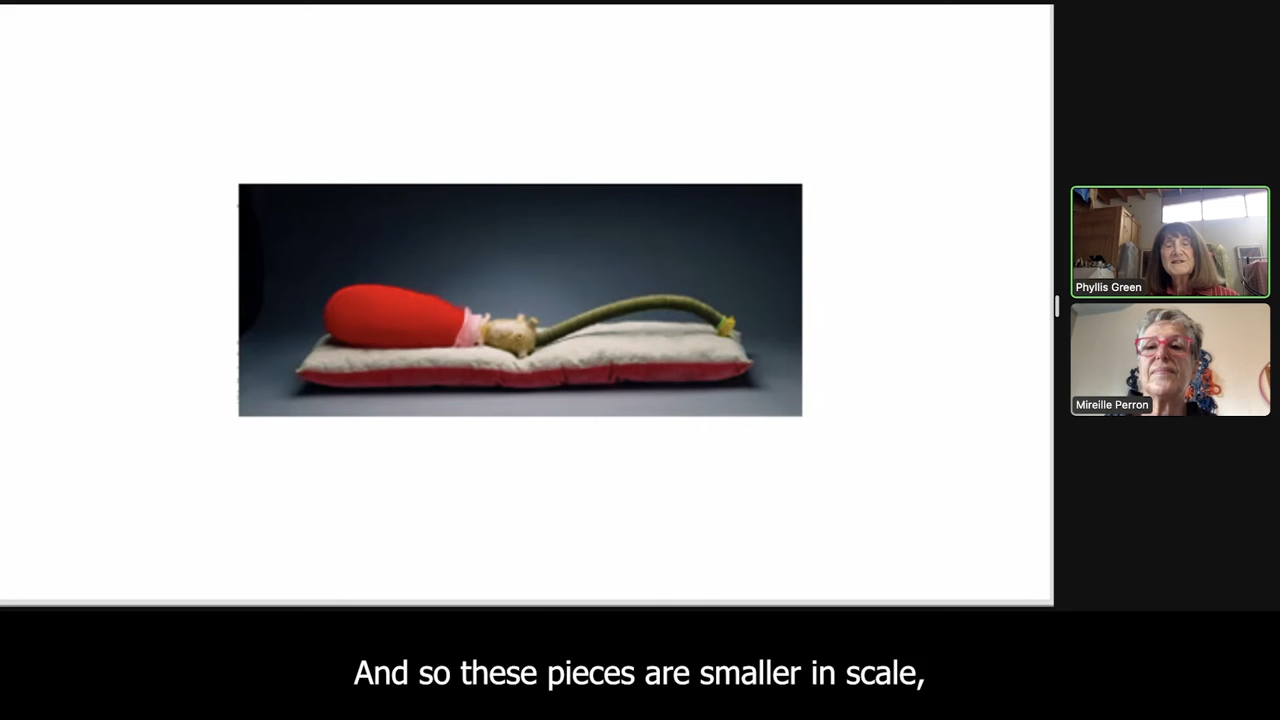 Phyllis Green
Mireille Perron
And so these pieces are smaller in scale,